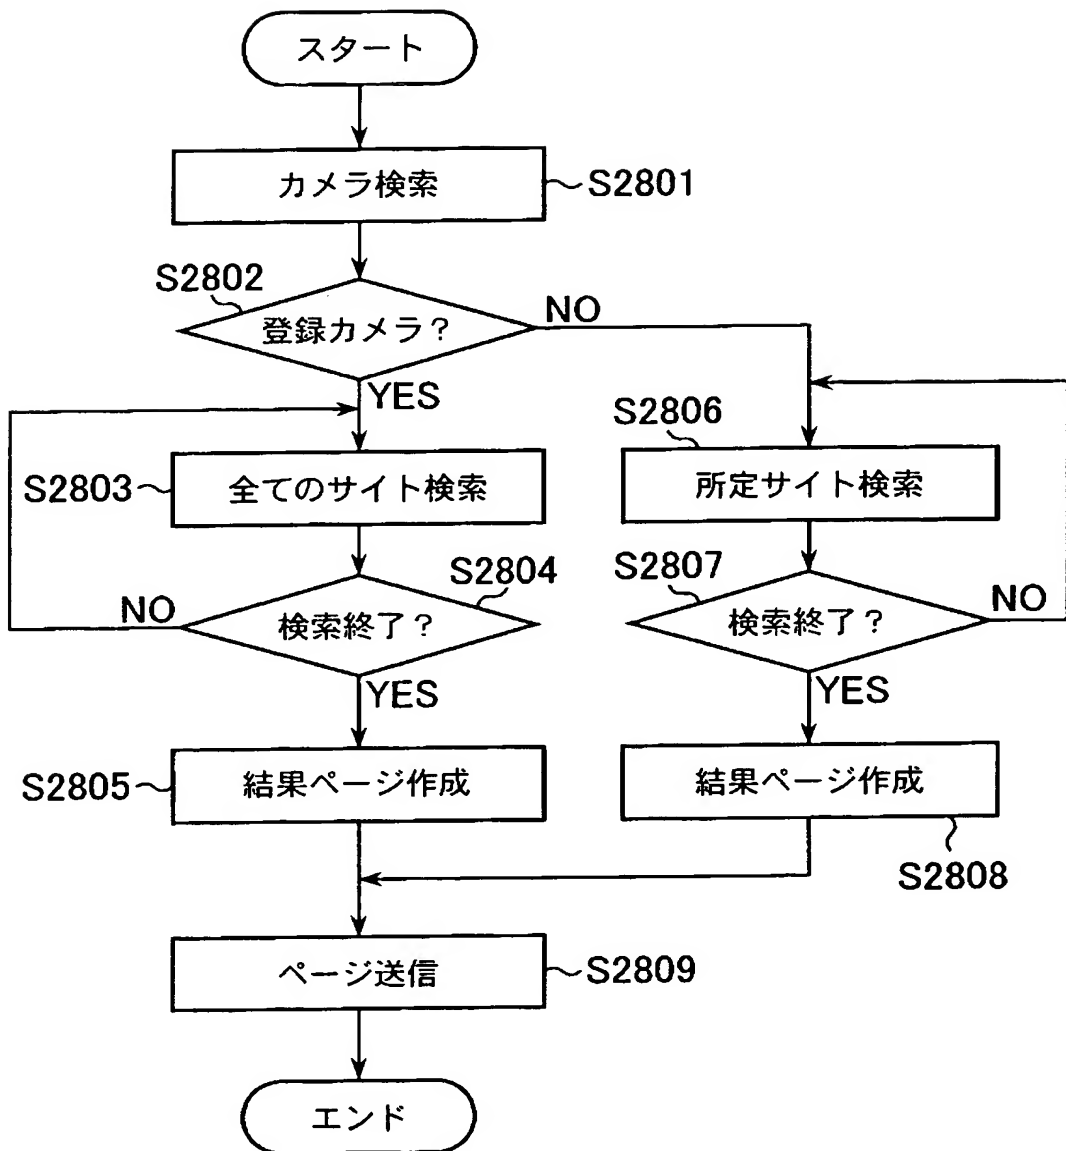 スタート
カメラ検索
S2801
S2802
登録カメラ?
NO
YES
S2803
全てのサイト検索
S2806
所定サイト検索
S2804
検索終了?
NO
YES
S2807
検索終了?
NO
YES
S2805
結果ページ作成
結果ページ作成
S2808
ページ送信
S2809
エンド